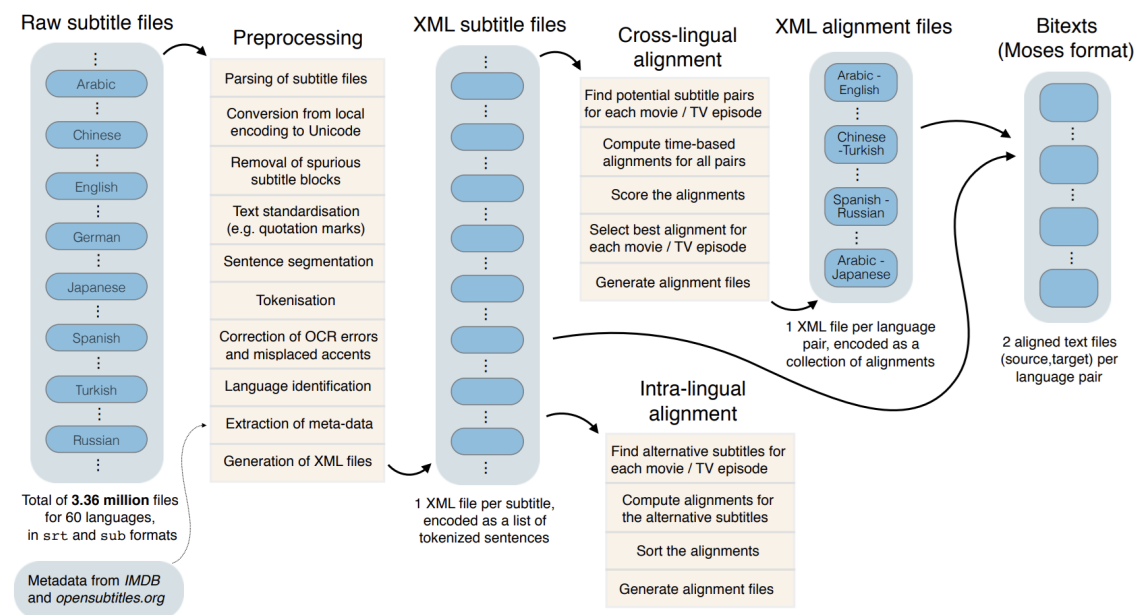 Raw subtitle files
Arabic
Chinese
English
German
Japanese
Spanish
Turkish
Russian
Total of 3.36 million files
for 60 languages,
in srt and sub formats
Metadata from IMDB
and opensubtitles.org
Preprocessing
Parsing of subtitle files
Conversion from local
encoding to Unicode
Removal of spurious
subtitle blocks
Text standardisation
(e.g. quotation marks)
Sentence segmentation
Tokenisation
Correction of OCR errors
and misplaced accents
Language identification
Extraction of meta-data
Generation of XML files
XML subtitle files
1 XML file per subtitle,
encoded as a list of
tokenized sentences
Cross-lingual
alignment
Find potential subtitle pairs
for each movie / TV episode
Compute time-based
alignments for all pairs
Score the alignments
Select best alignment for
each movie / TV episode
Generate alignment files
Intra-lingual
alignment
Find alternative subtitles for
each movie / TV episode
Compute alignments for
the alternative subtitles
Sort the alignments
Generate alignment files
XML alignment files
Arabic -
English
Chinese
-Turkish
Spanish -
Russian
Arabic -
Japanese
1 XML file per language
pair, encoded as a
collection of alignments
Bitexts
(Moses format)
2 aligned text files
(source,target) per
language pair